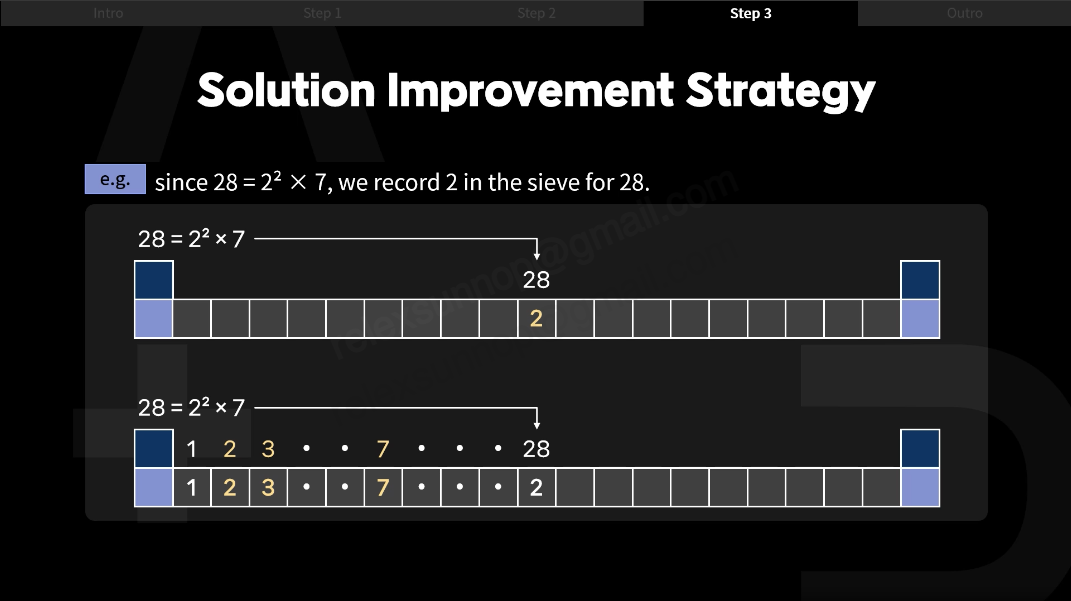 Intro Step 1 Step 2 Step 3 Outro
Solution Improvement Strategy
e.g. since 28 = 2² × 7, we record 2 in the sieve for 28.
28 = 2² × 7
28
2
28 = 2² × 7
1 2 3 • • 7 • • • 28
1 2 3 • • 7 • • • 2